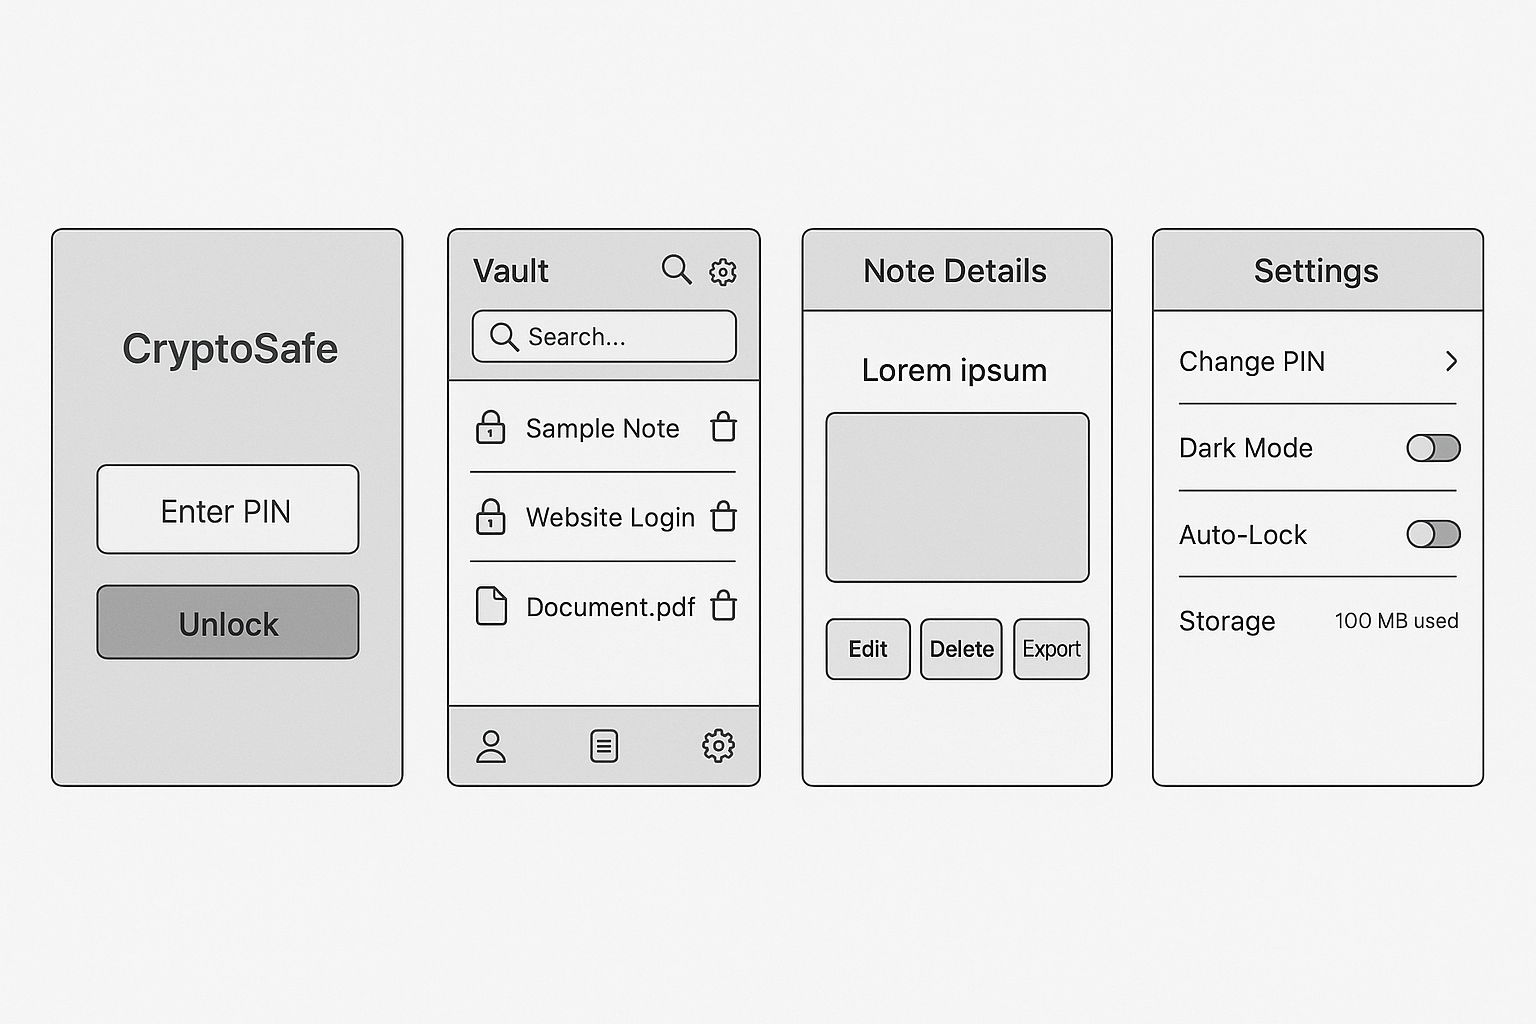 CryptoSafe
Enter PIN
Unlock
Vault
Search...
Sample Note
Website Login
Document.pdf
Note Details
Lorem ipsum
Edit
Delete
Export
Settings
Change PIN
Dark Mode
Auto-Lock
Storage 100 MB used